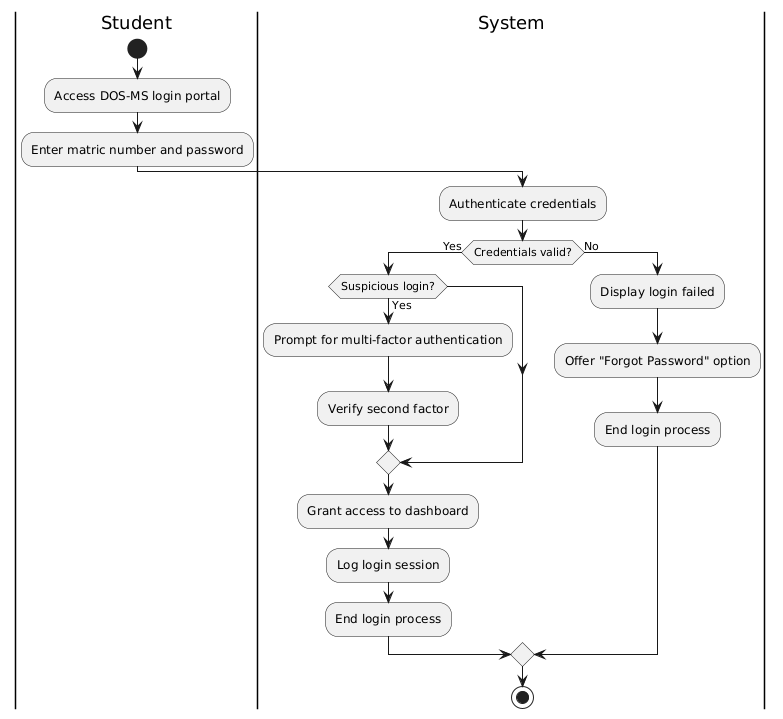 Student
System
Access DOS-MS login portal
Enter matric number and password
Authenticate credentials
Yes
Credentials valid?
No
Suspicious login?
Display login failed
Yes
Prompt for multi-factor authentication
Offer "Forgot Password" option
Verify second factor
End login process
Grant access to dashboard
Log login session
End login process